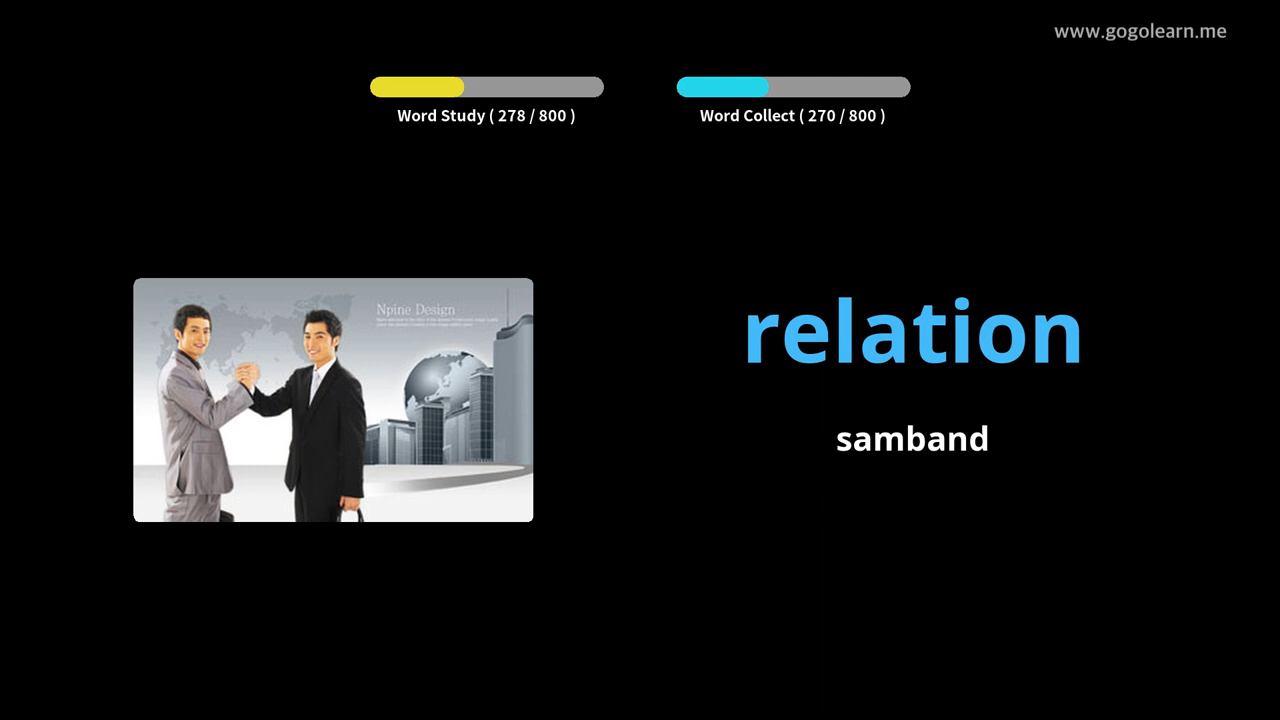 www.gogolearn.me
Word Study ( 278 / 800 )
Word Collect ( 270 / 800 )
Npine Design
relation
samband